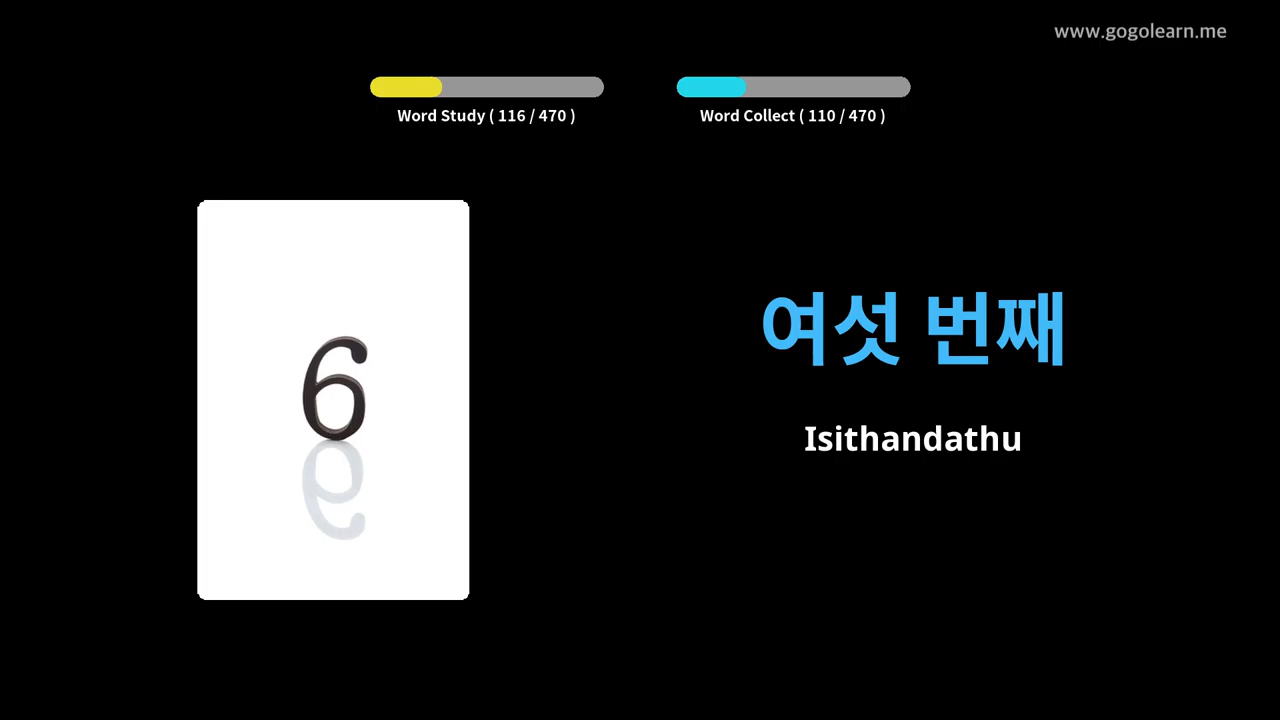 www.gogolearn.me
Word Study ( 116 / 470 )
Word Collect ( 110 / 470 )
6
여섯 번째
Isithandathu